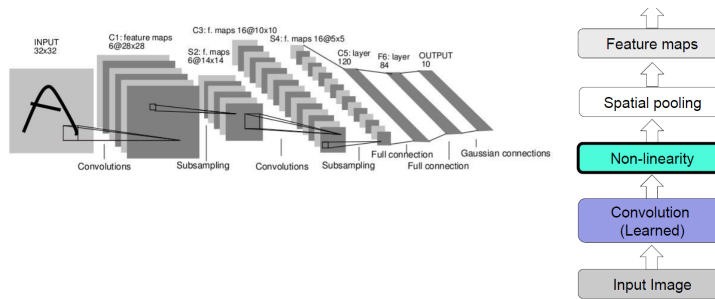 INPUT
32x32
C1: feature maps
6@28x28
S2: f. maps
6@14x14
C3: f. maps 16@10x10
S4: f. maps 16@5x5
C5: layer
120
F6: layer
84
OUTPUT
10
Convolutions
Subsampling
Convolutions
Subsampling
Full connection
Full connection
Gaussian connections
A
Feature maps
Spatial pooling
Non-linearity
Convolution
(Learned)
Input Image